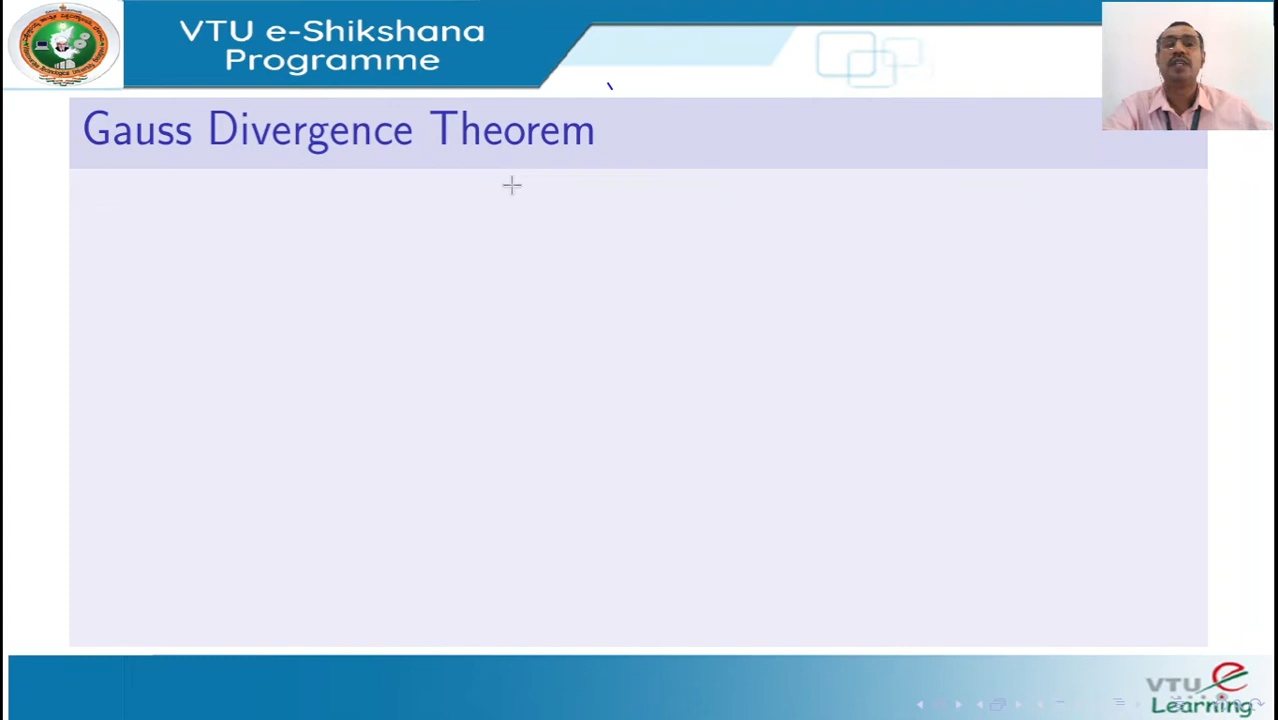 VTU e-Shikshana
Programme
Gauss Divergence Theorem
VTU e
Learning